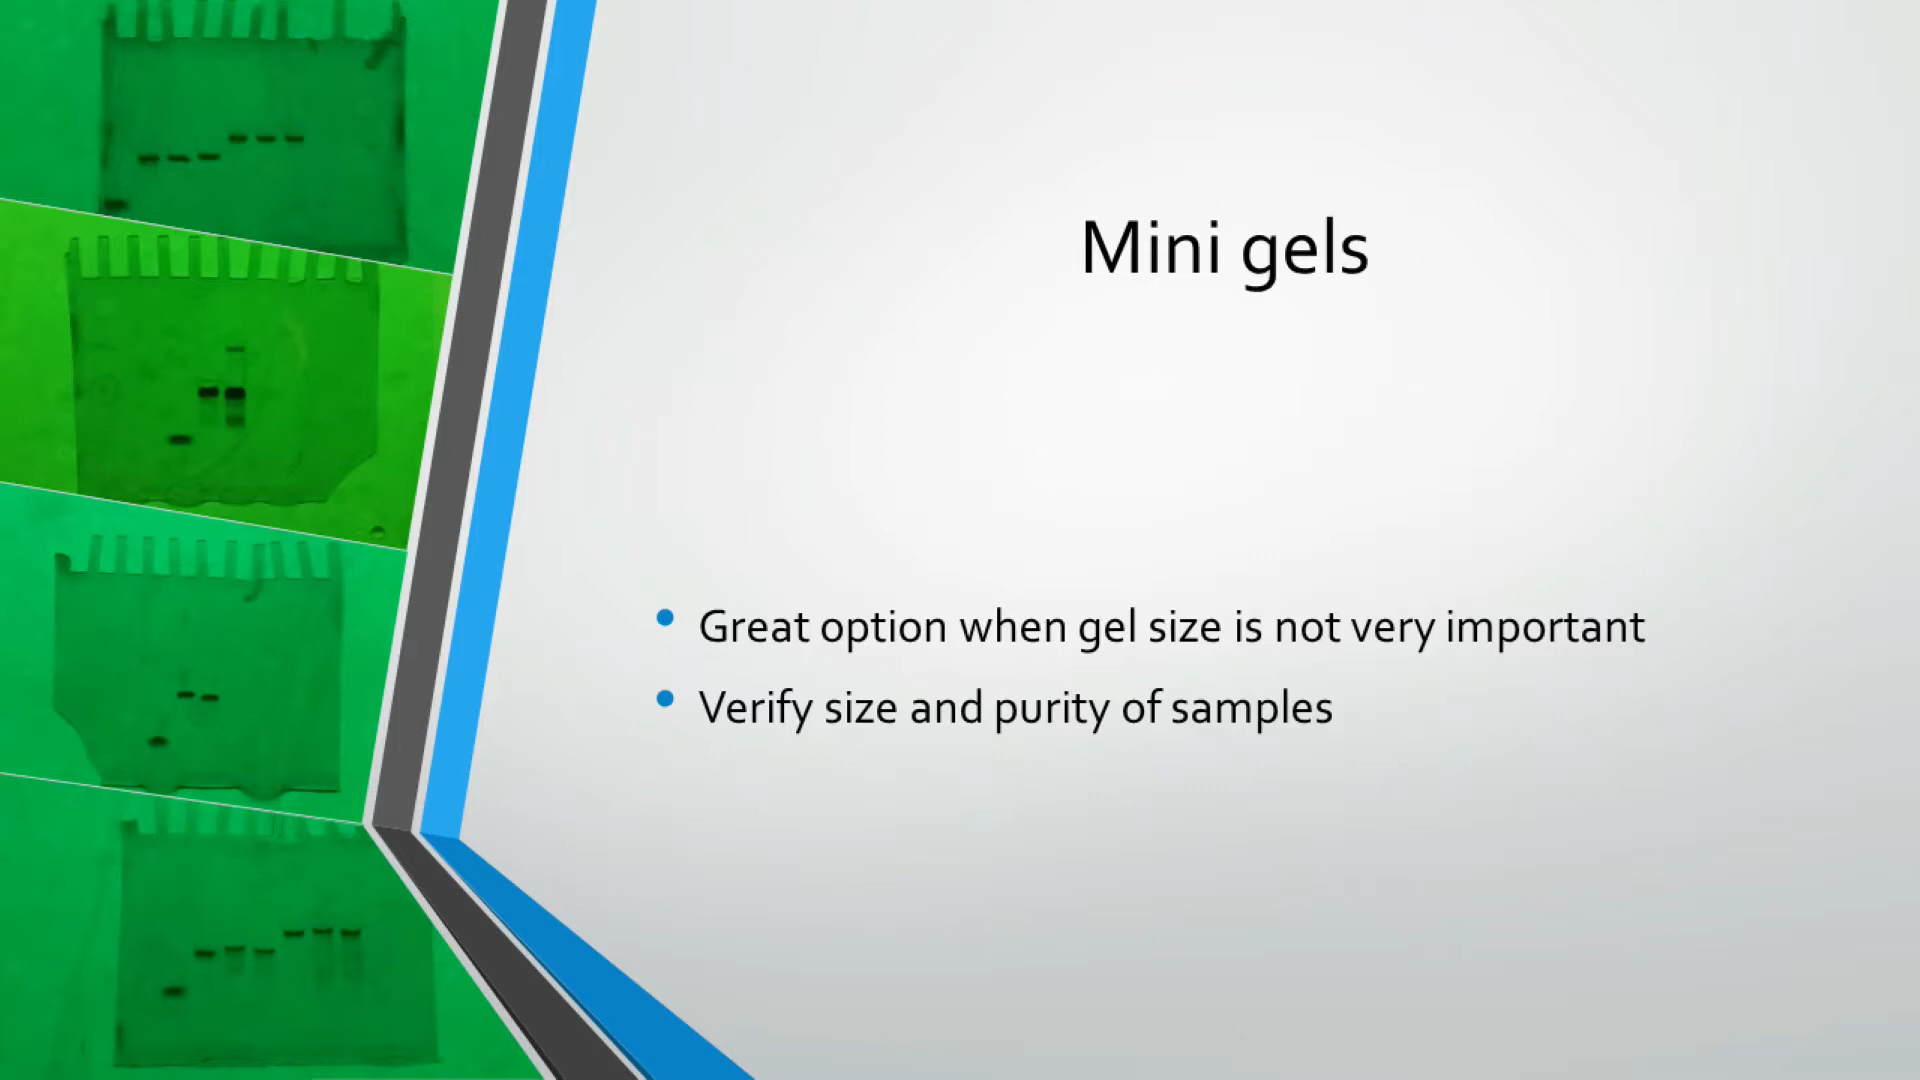 Mini gels
Great option when gel size is not very important
Verify size and purity of samples